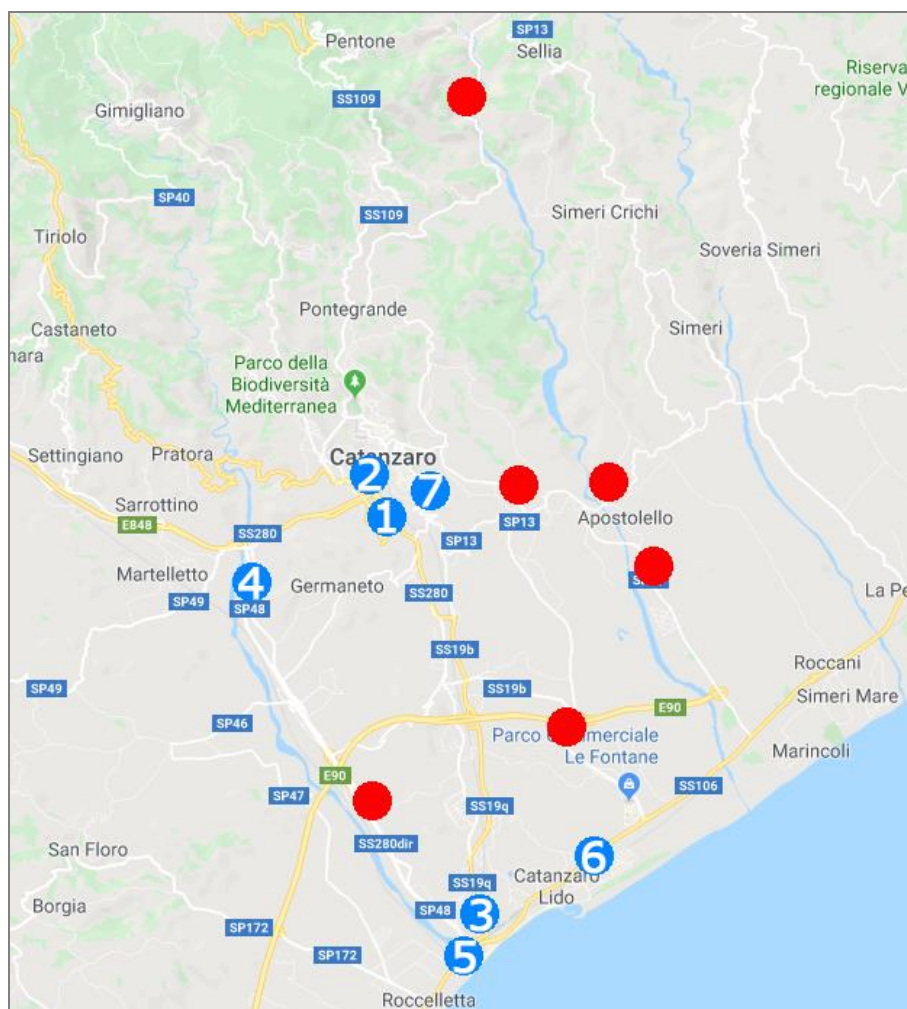 SP13
Pentone
Sellia
Riserva
regionale V
SS109
Gimigliano
SP40
SS109
Simeri Crichi
Tiriolo
Soveria Simeri
Pontegrande
Castaneto
Simeri
nara
Parco della
Biodiversità
Mediterranea
Settingiano
Pratora
Catanzaro
2
7
Sarrottino
1
SP13
Apostolello
E848
SS280
SP13
Martelletto
4
Germaneto
SS280
La Pe
SP49
SP48
SS19b
Roccani
SP49
SS19b
Simeri Mare
SP46
E90
Parco Commerciale
Le Fontane
Marincoli
E90
SP47
SS106
SS19q
SS280dir
San Floro
6
Catanzaro
Lido
SS19q
Borgia
SP48
3
SP172
SP172
5
Roccelletta